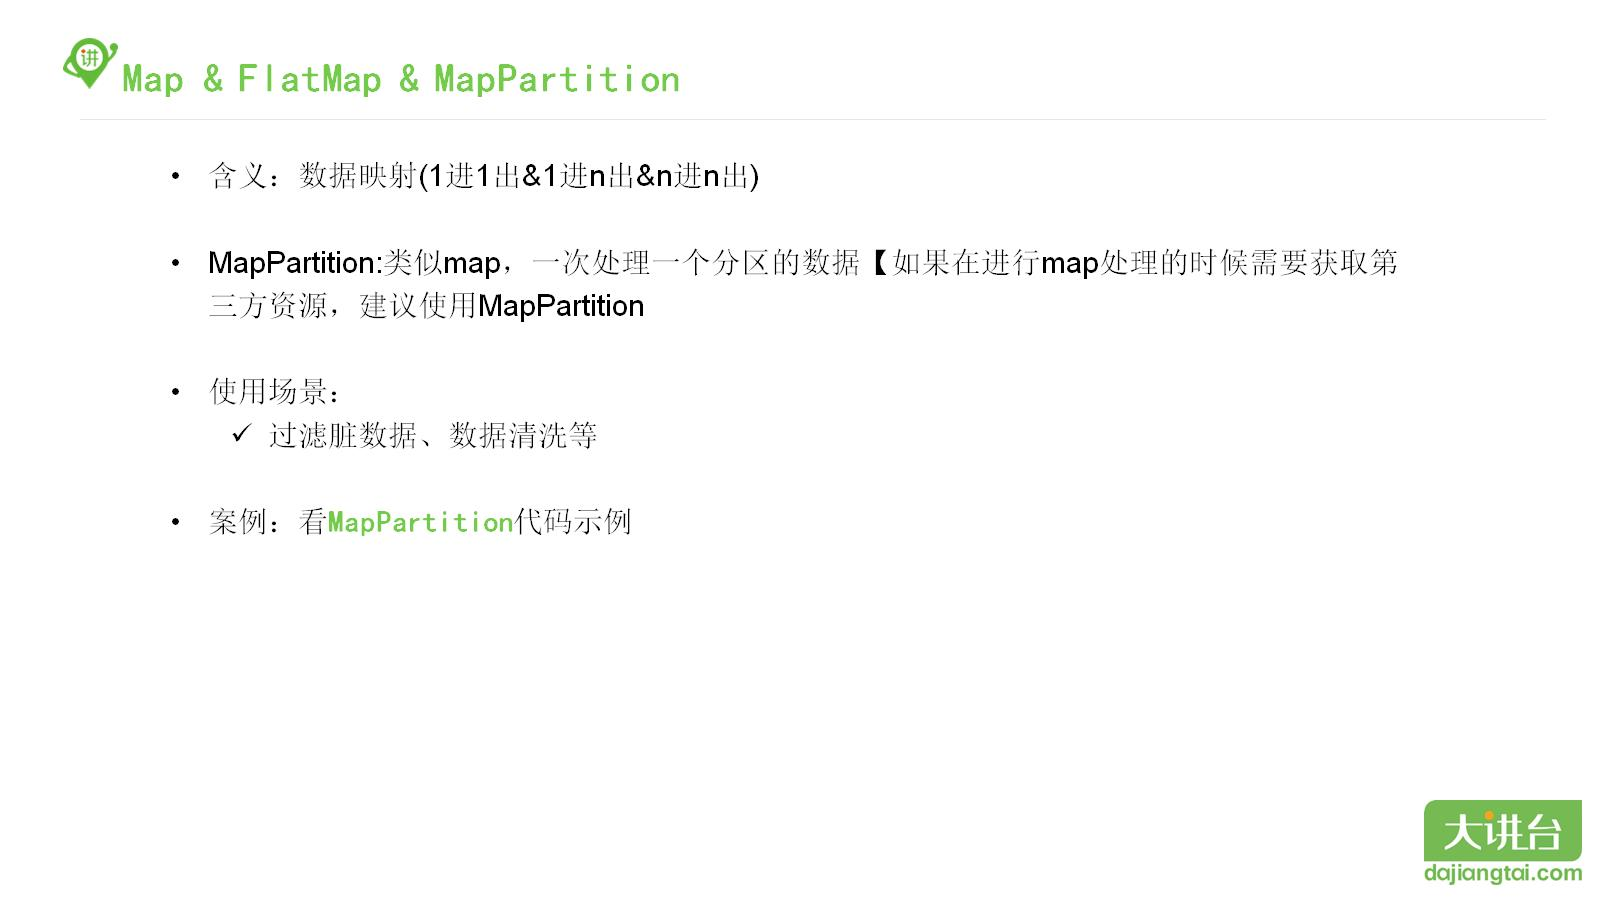 讲
Map & FlatMap & MapPartition
• 含义：数据映射(1进1出&1进n出&n进n出)
• MapPartition:类似map，一次处理一个分区的数据【如果在进行map处理的时候需要获取第
三方资源，建议使用MapPartition
• 使用场景：
✓ 过滤脏数据、数据清洗等
• 案例：看MapPartition代码示例
大讲台
dajiangtai.com